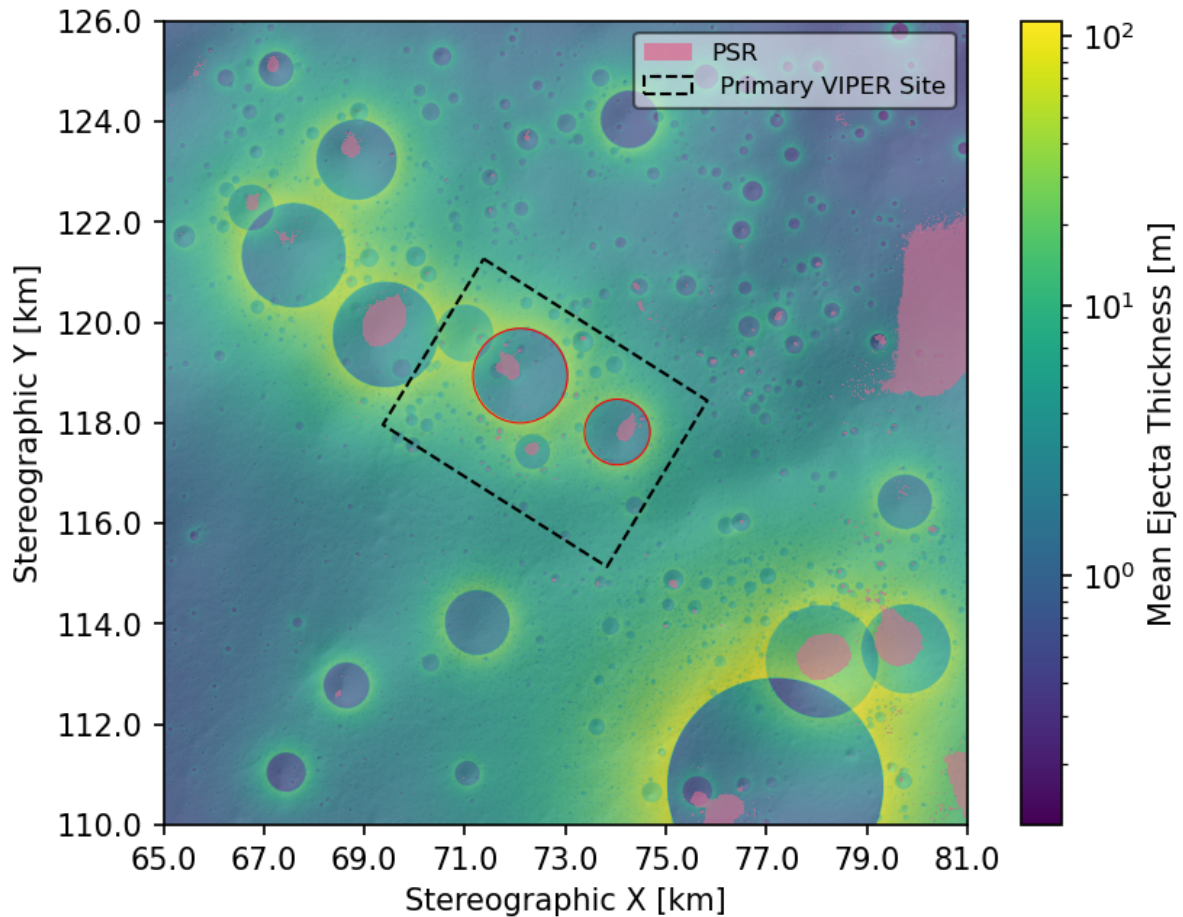 126.0
124.0
122.0
120.0
118.0
116.0
114.0
112.0
110.0
Stereographic Y [km]
65.0 67.0 69.0 71.0 73.0 75.0 77.0 79.0 81.0
Stereographic X [km]
PSR
Primary VIPER Site
10²
10¹
10⁰
Mean Ejecta Thickness [m]